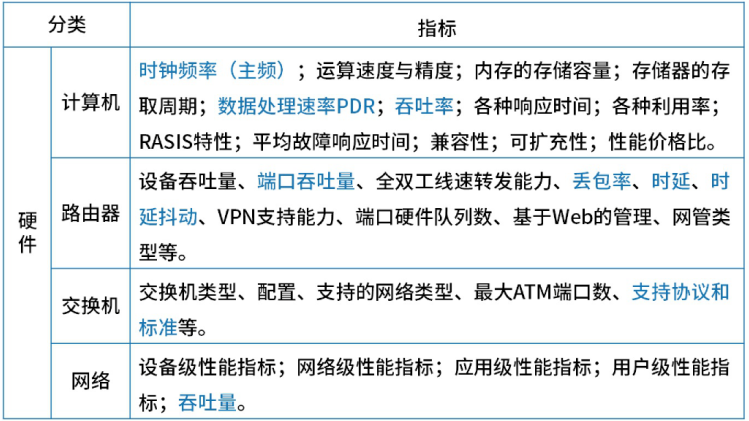 分类
指标
硬件
计算机
时钟频率（主频）；运算速度与精度；内存的存储容量；存储器的存
取周期；数据处理速率PDR；吞吐率；各种响应时间；各种利用率；
RASIS特性；平均故障响应时间；兼容性；可扩充性；性能价格比。
路由器
设备吞吐量、端口吞吐量、全双工线速转发能力、丢包率、时延、时
延抖动、VPN支持能力、端口硬件队列数、基于Web的管理、网管类
型等。
交换机
交换机类型、配置、支持的网络类型、最大ATM端口数、支持协议和
标准等。
网络
设备级性能指标；网络级性能指标；应用级性能指标；用户级性能指
标；吞吐量。